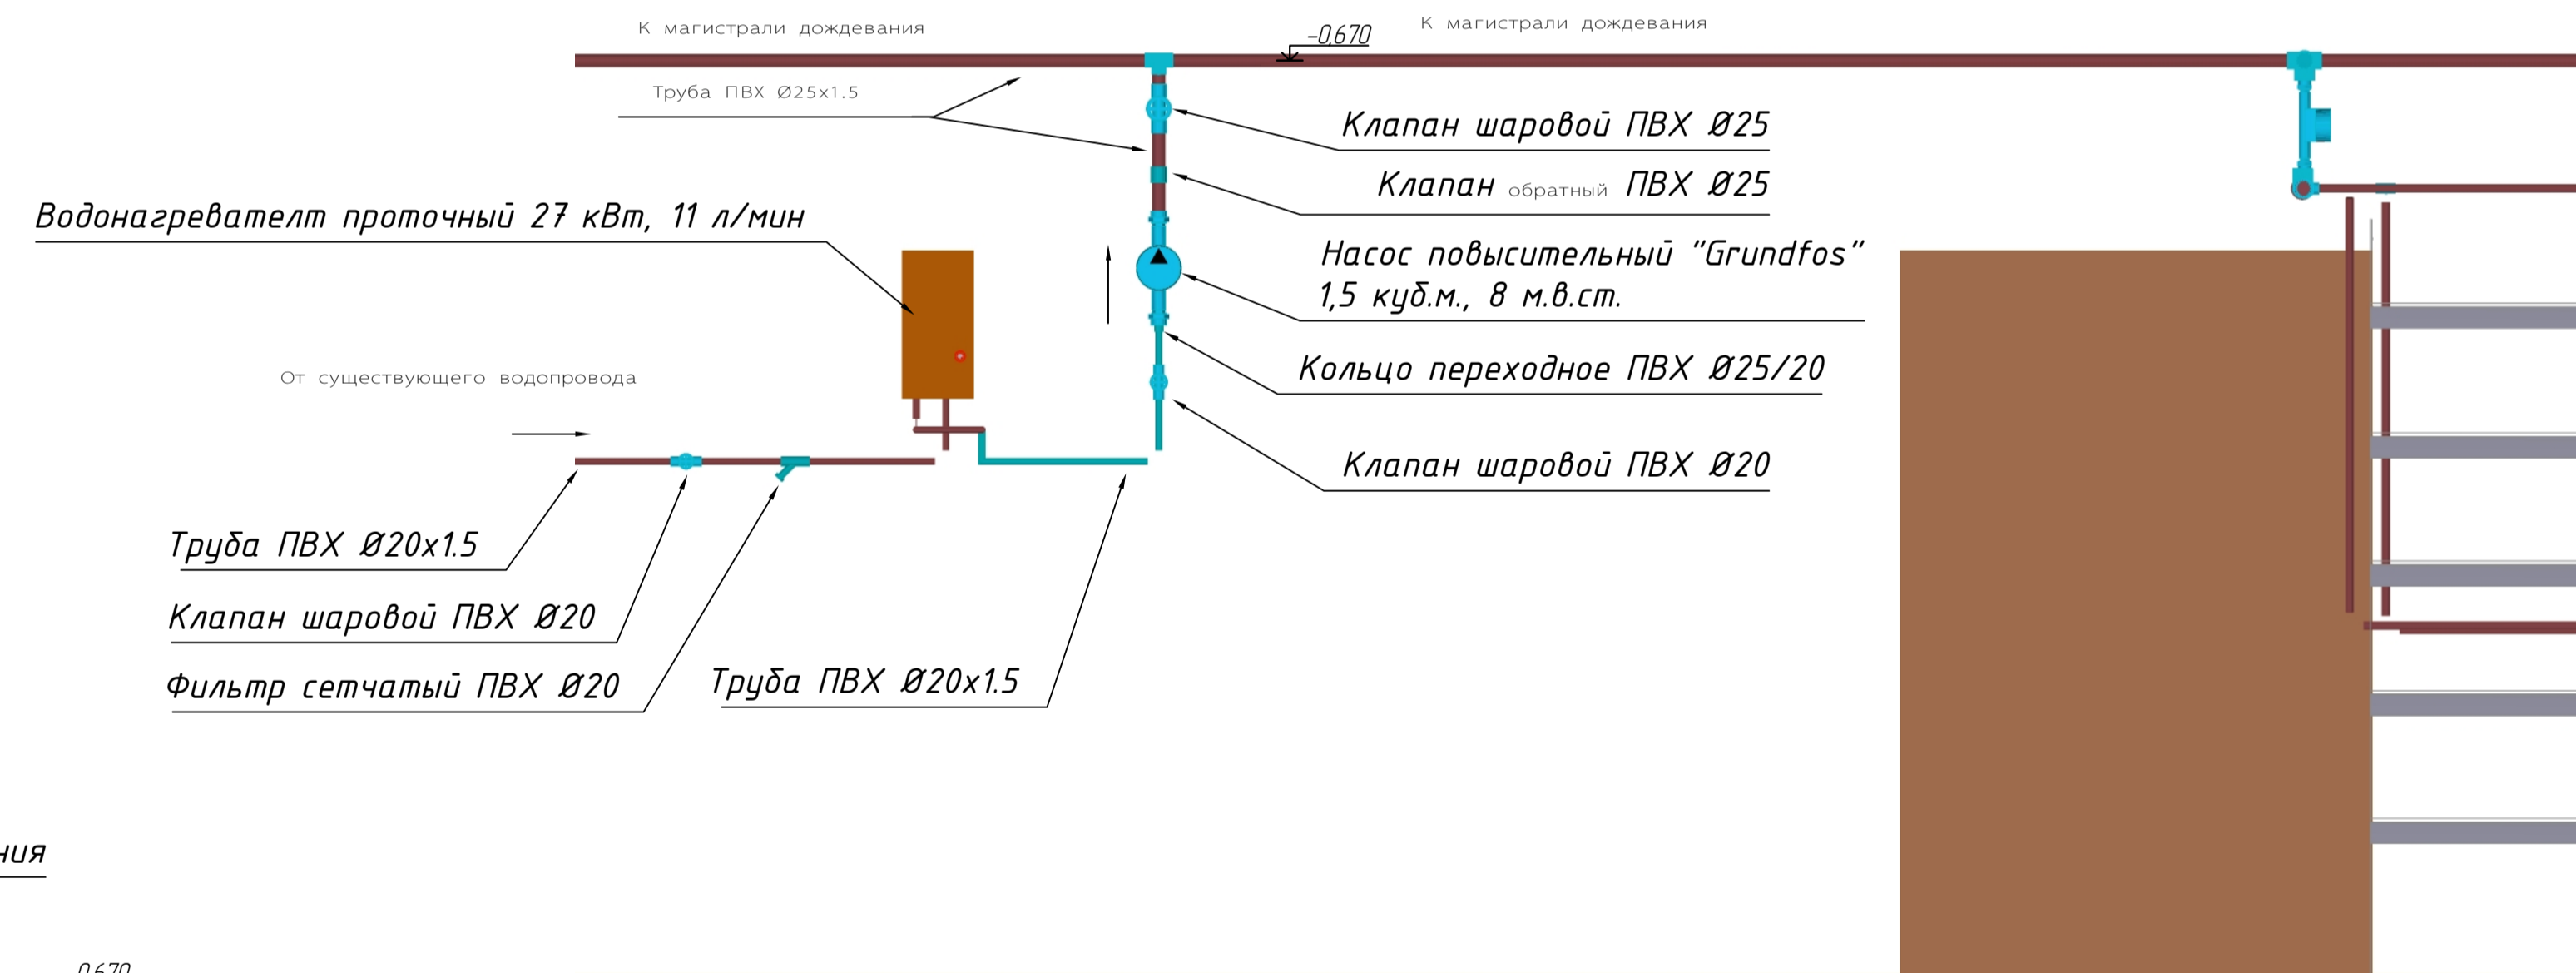 К магистрали дождевания
-0,670
К магистрали дождевания
Труба ПВХ Ø25х1.5
Клапан шаровой ПВХ Ø25
Клапан обратный ПВХ Ø25
Водонагревателт проточный 27 кВт, 11 л/мин
Насос повысительный "Grundfos"
1,5 куб.м., 8 м.в.ст.
От существующего водопровода
Кольцо переходное ПВХ Ø25/20
Клапан шаровой ПВХ Ø20
Труба ПВХ Ø20х1.5
Клапан шаровой ПВХ Ø20
Фильтр сетчатый ПВХ Ø20
Труба ПВХ Ø20х1.5
ния
0,670